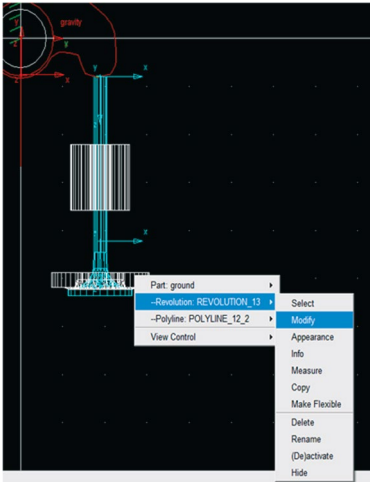 Y
gravity
z
y
z
x
Y
x
z
x
Part: ground
--Revolution: REVOLUTION_13
--Polyline: POLYLINE_12_2
View Control
Select
Modify
Appearance
Info
Measure
Copy
Make Flexible
Delete
Rename
(De)activate
Hide